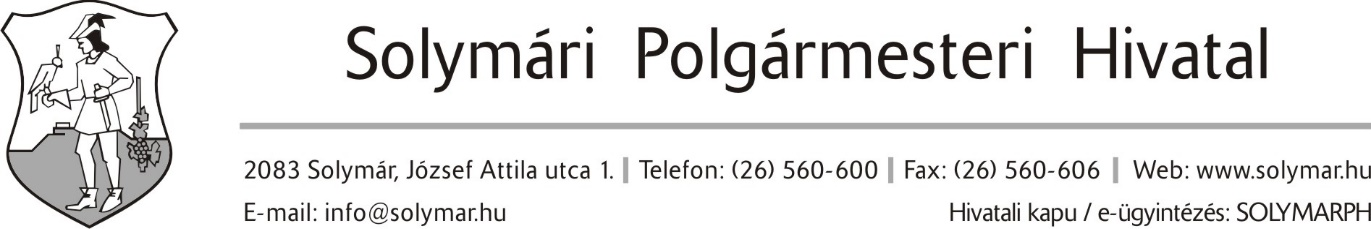 Solymári Polgármesteri Hivatal
2083 Solymár, József Attila utca 1. | Telefon: (26) 560-600 | Fax: (26) 560-606 | Web: www.solymar.hu
E-mail: info@solymar.hu Hivatali kapu / e-ügyintézés: SOLYMARPH